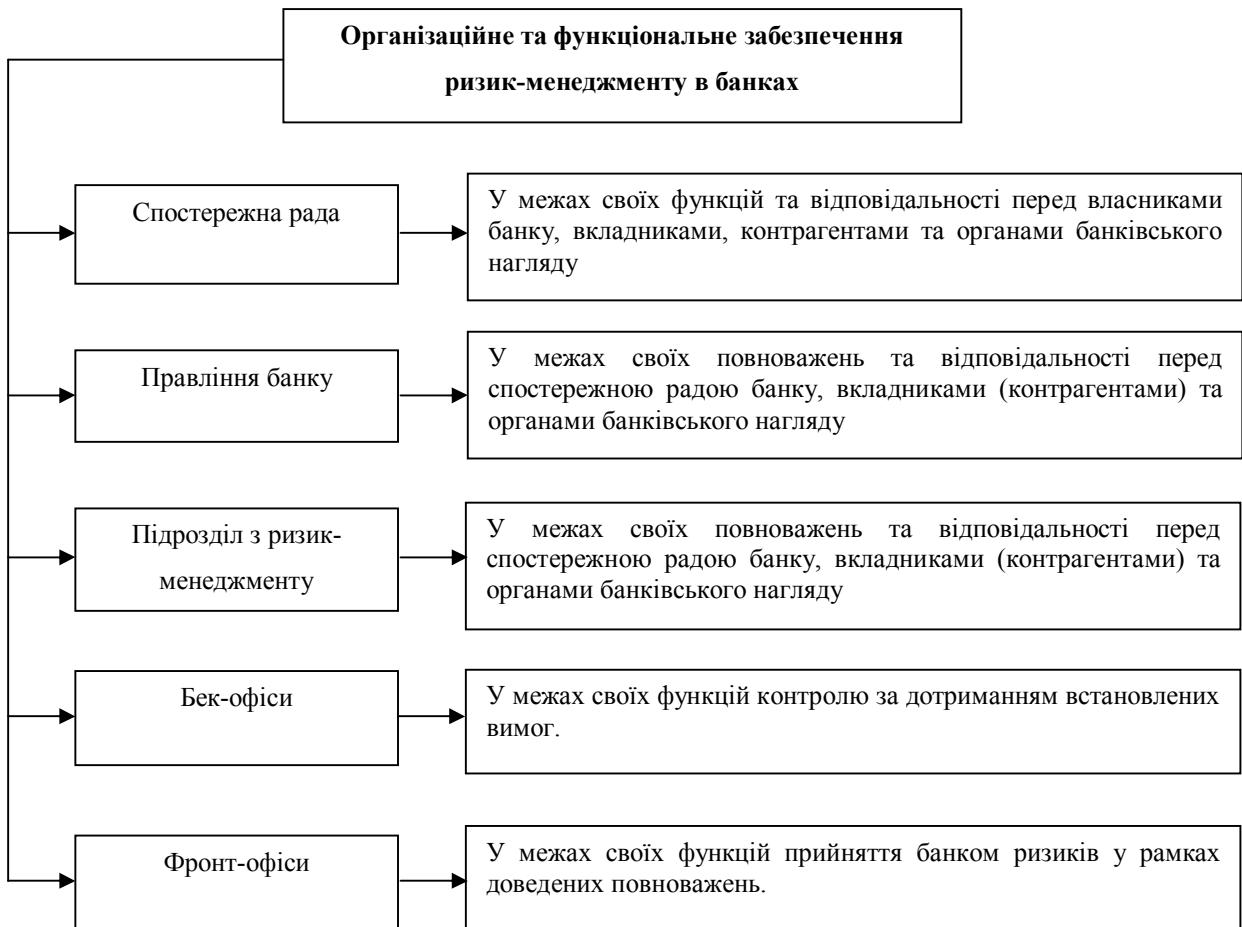 Організаційне та функціональне забезпечення
ризик-менеджменту в банках
Спостережна рада
У межах своїх функцій та відповідальності перед власниками
банку, вкладниками, контрагентами та органами банківського
нагляду
Правління банку
У межах своїх повноважень та відповідальності перед
спостережною радою банку, вкладниками (контрагентами) та
органами банківського нагляду
Підрозділ з ризик-
менеджменту
У межах своїх повноважень та відповідальності перед
спостережною радою банку, вкладниками (контрагентами) та
органами банківського нагляду
Бек-офіси
У межах своїх функцій контролю за дотриманням встановлених
вимог.
Фронт-офіси
У межах своїх функцій прийняття банком ризиків у рамках
доведених повноважень.